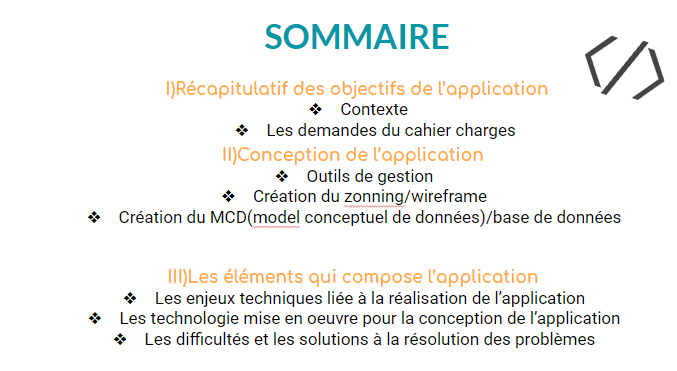 SOMMAIRE
I)Récapitulatif des objectifs de l'application
❖ Contexte
❖ Les demandes du cahier charges
II)Conception de l'application
❖ Outils de gestion
❖ Création du zonning/wireframe
❖ Création du MCD(model conceptuel de données)/base de données
III)Les éléments qui compose l'application
❖ Les enjeux techniques liée à la réalisation de l'application
❖ Les technologie mise en oeuvre pour la conception de l'application
❖ Les difficultés et les solutions à la résolution des problèmes